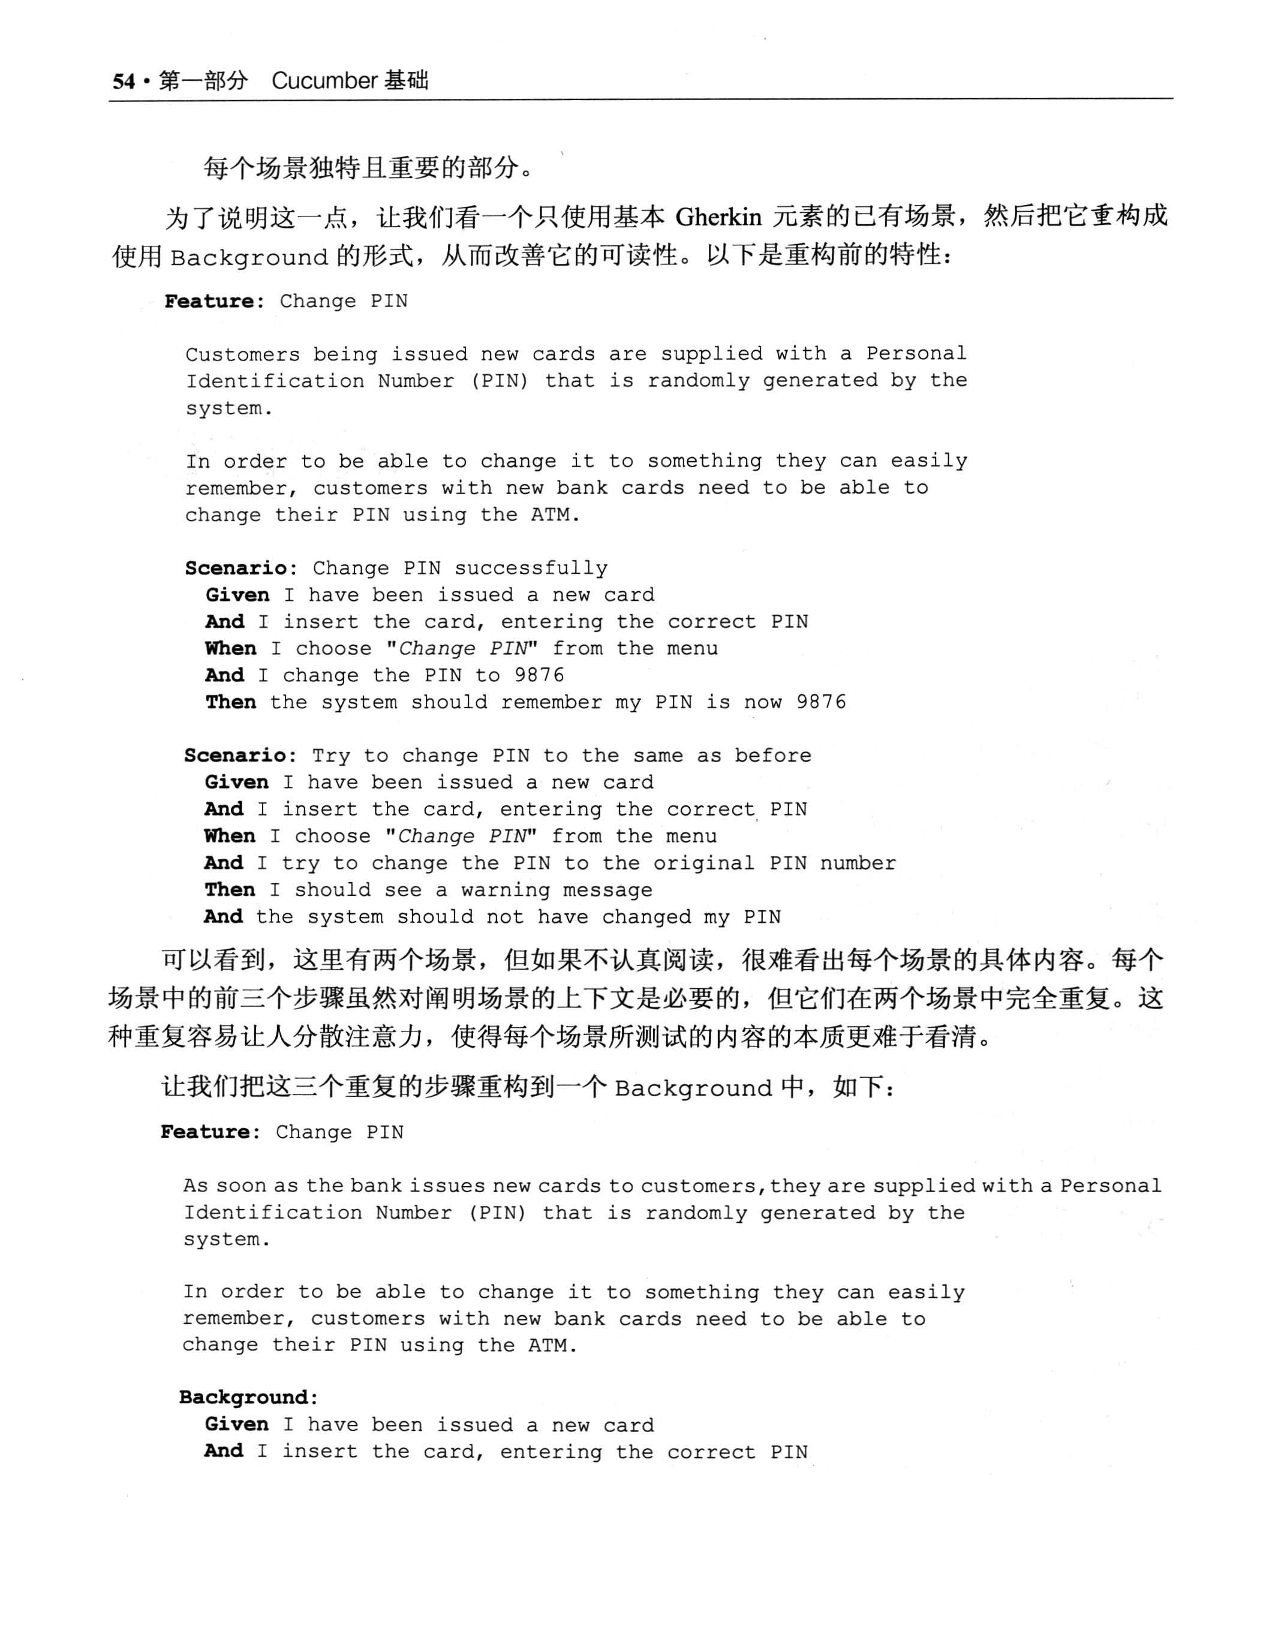 54·第一部分 Cucumber 基础
每个场景独特且重要的部分。
为了说明这一点，让我们看一个只使用基本 Gherkin 元素的已有场景，然后把它重构成
使用 Background 的形式，从而改善它的可读性。以下是重构前的特性：
Feature: Change PIN
Customers being issued new cards are supplied with a Personal
Identification Number (PIN) that is randomly generated by the
system.
In order to be able to change it to something they can easily
remember, customers with new bank cards need to be able to
change their PIN using the ATM.
Scenario: Change PIN successfully
Given I have been issued a new card
And I insert the card, entering the correct PIN
When I choose "Change PIN" from the menu
And I change the PIN to 9876
Then the system should remember my PIN is now 9876
Scenario: Try to change PIN to the same as before
Given I have been issued a new card
And I insert the card, entering the correct PIN
When I choose "Change PIN" from the menu
And I try to change the PIN to the original PIN number
Then I should see a warning message
And the system should not have changed my PIN
可以看到，这里有两个场景，但如果不认真阅读，很难看出每个场景的具体内容。每个
场景中的前三个步骤虽然对阐明场景的上下文是必要的，但它们在两个场景中完全重复。这
种重复容易让人分散注意力，使得每个场景所测试的内容的本质更难于看清。
让我们把这三个重复的步骤重构到一个 Background 中，如下：
Feature: Change PIN
As soon as the bank issues new cards to customers,they are supplied with a Personal
Identification Number (PIN) that is randomly generated by the
system.
In order to be able to change it to something they can easily
remember, customers with new bank cards need to be able to
change their PIN using the ATM.
Background:
Given I have been issued a new card
And I insert the card, entering the correct PIN